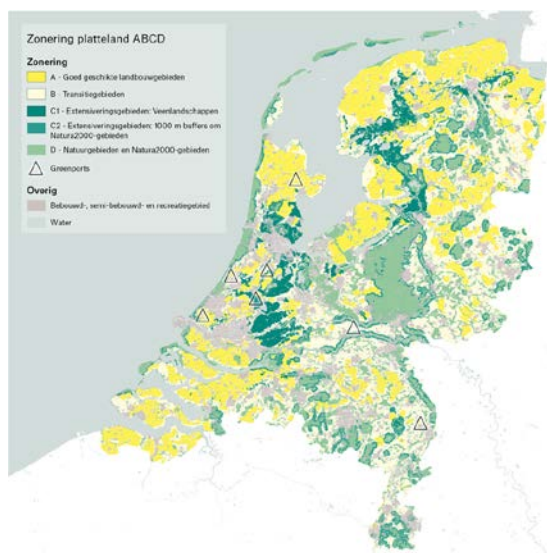 Zonering platteland ABCD
Zonering
A - Goed geschikte landbouwgebieden
B - Transitiegebieden
C1 - Extensiveringsgebieden: Veenlandschappen
C2 - Extensiveringsgebieden: 1000 m buffers om
Natura2000-gebieden
D - Natuurgebieden en Natura2000-gebieden
Greenports
Overig
Bebouwd-, semi-bebouwd- en recreatiegebied
Water